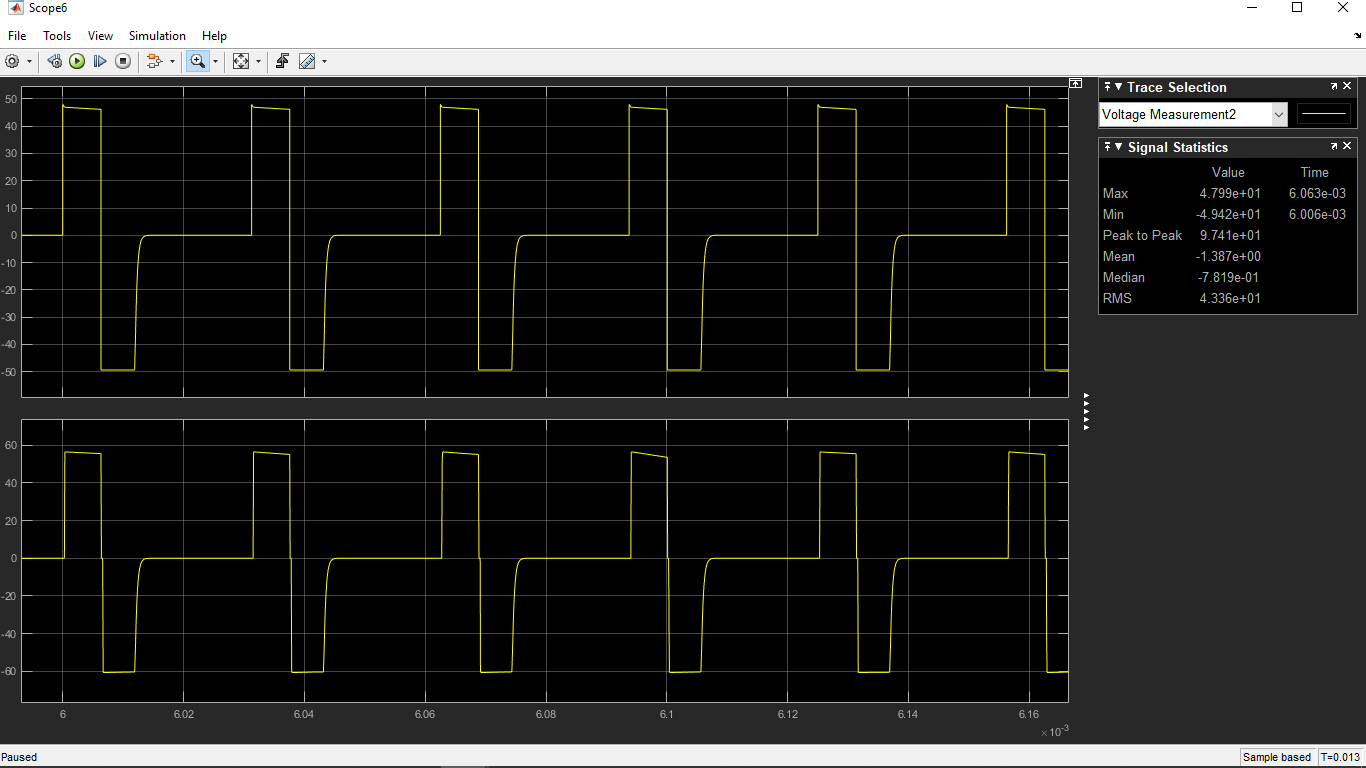 Scope6
File Tools View Simulation Help
50
40
30
20
10
0
-10
-20
-30
-40
-50
60
40
20
0
-20
-40
-60
6 6.02 6.04 6.06 6.08 6.1 6.12 6.14 6.16
×10⁻³
Trace Selection
Voltage Measurement2
Signal Statistics
Value Time
Max 4.799e+01 6.063e-03
Min -4.942e+01 6.006e-03
Peak to Peak 9.741e+01
Mean -1.387e+00
Median -7.819e-01
RMS 4.336e+01
Paused
Sample based T=0.013